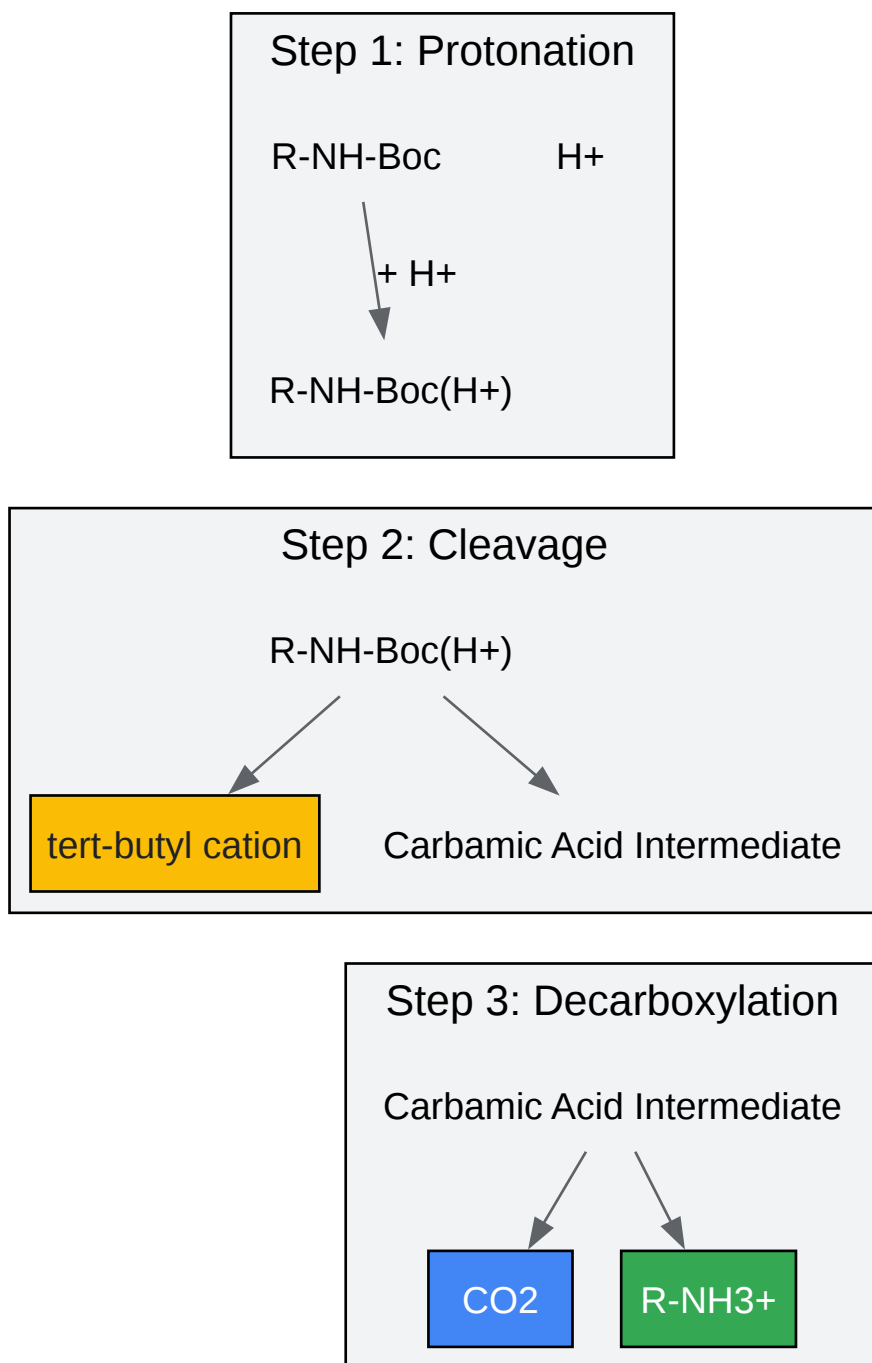 Step 1: Protonation
R-NH-Boc H+
+ H+
R-NH-Boc(H+)
Step 2: Cleavage
R-NH-Boc(H+)
tert-butyl cation Carbamic Acid Intermediate
Step 3: Decarboxylation
Carbamic Acid Intermediate
CO2 R-NH3+